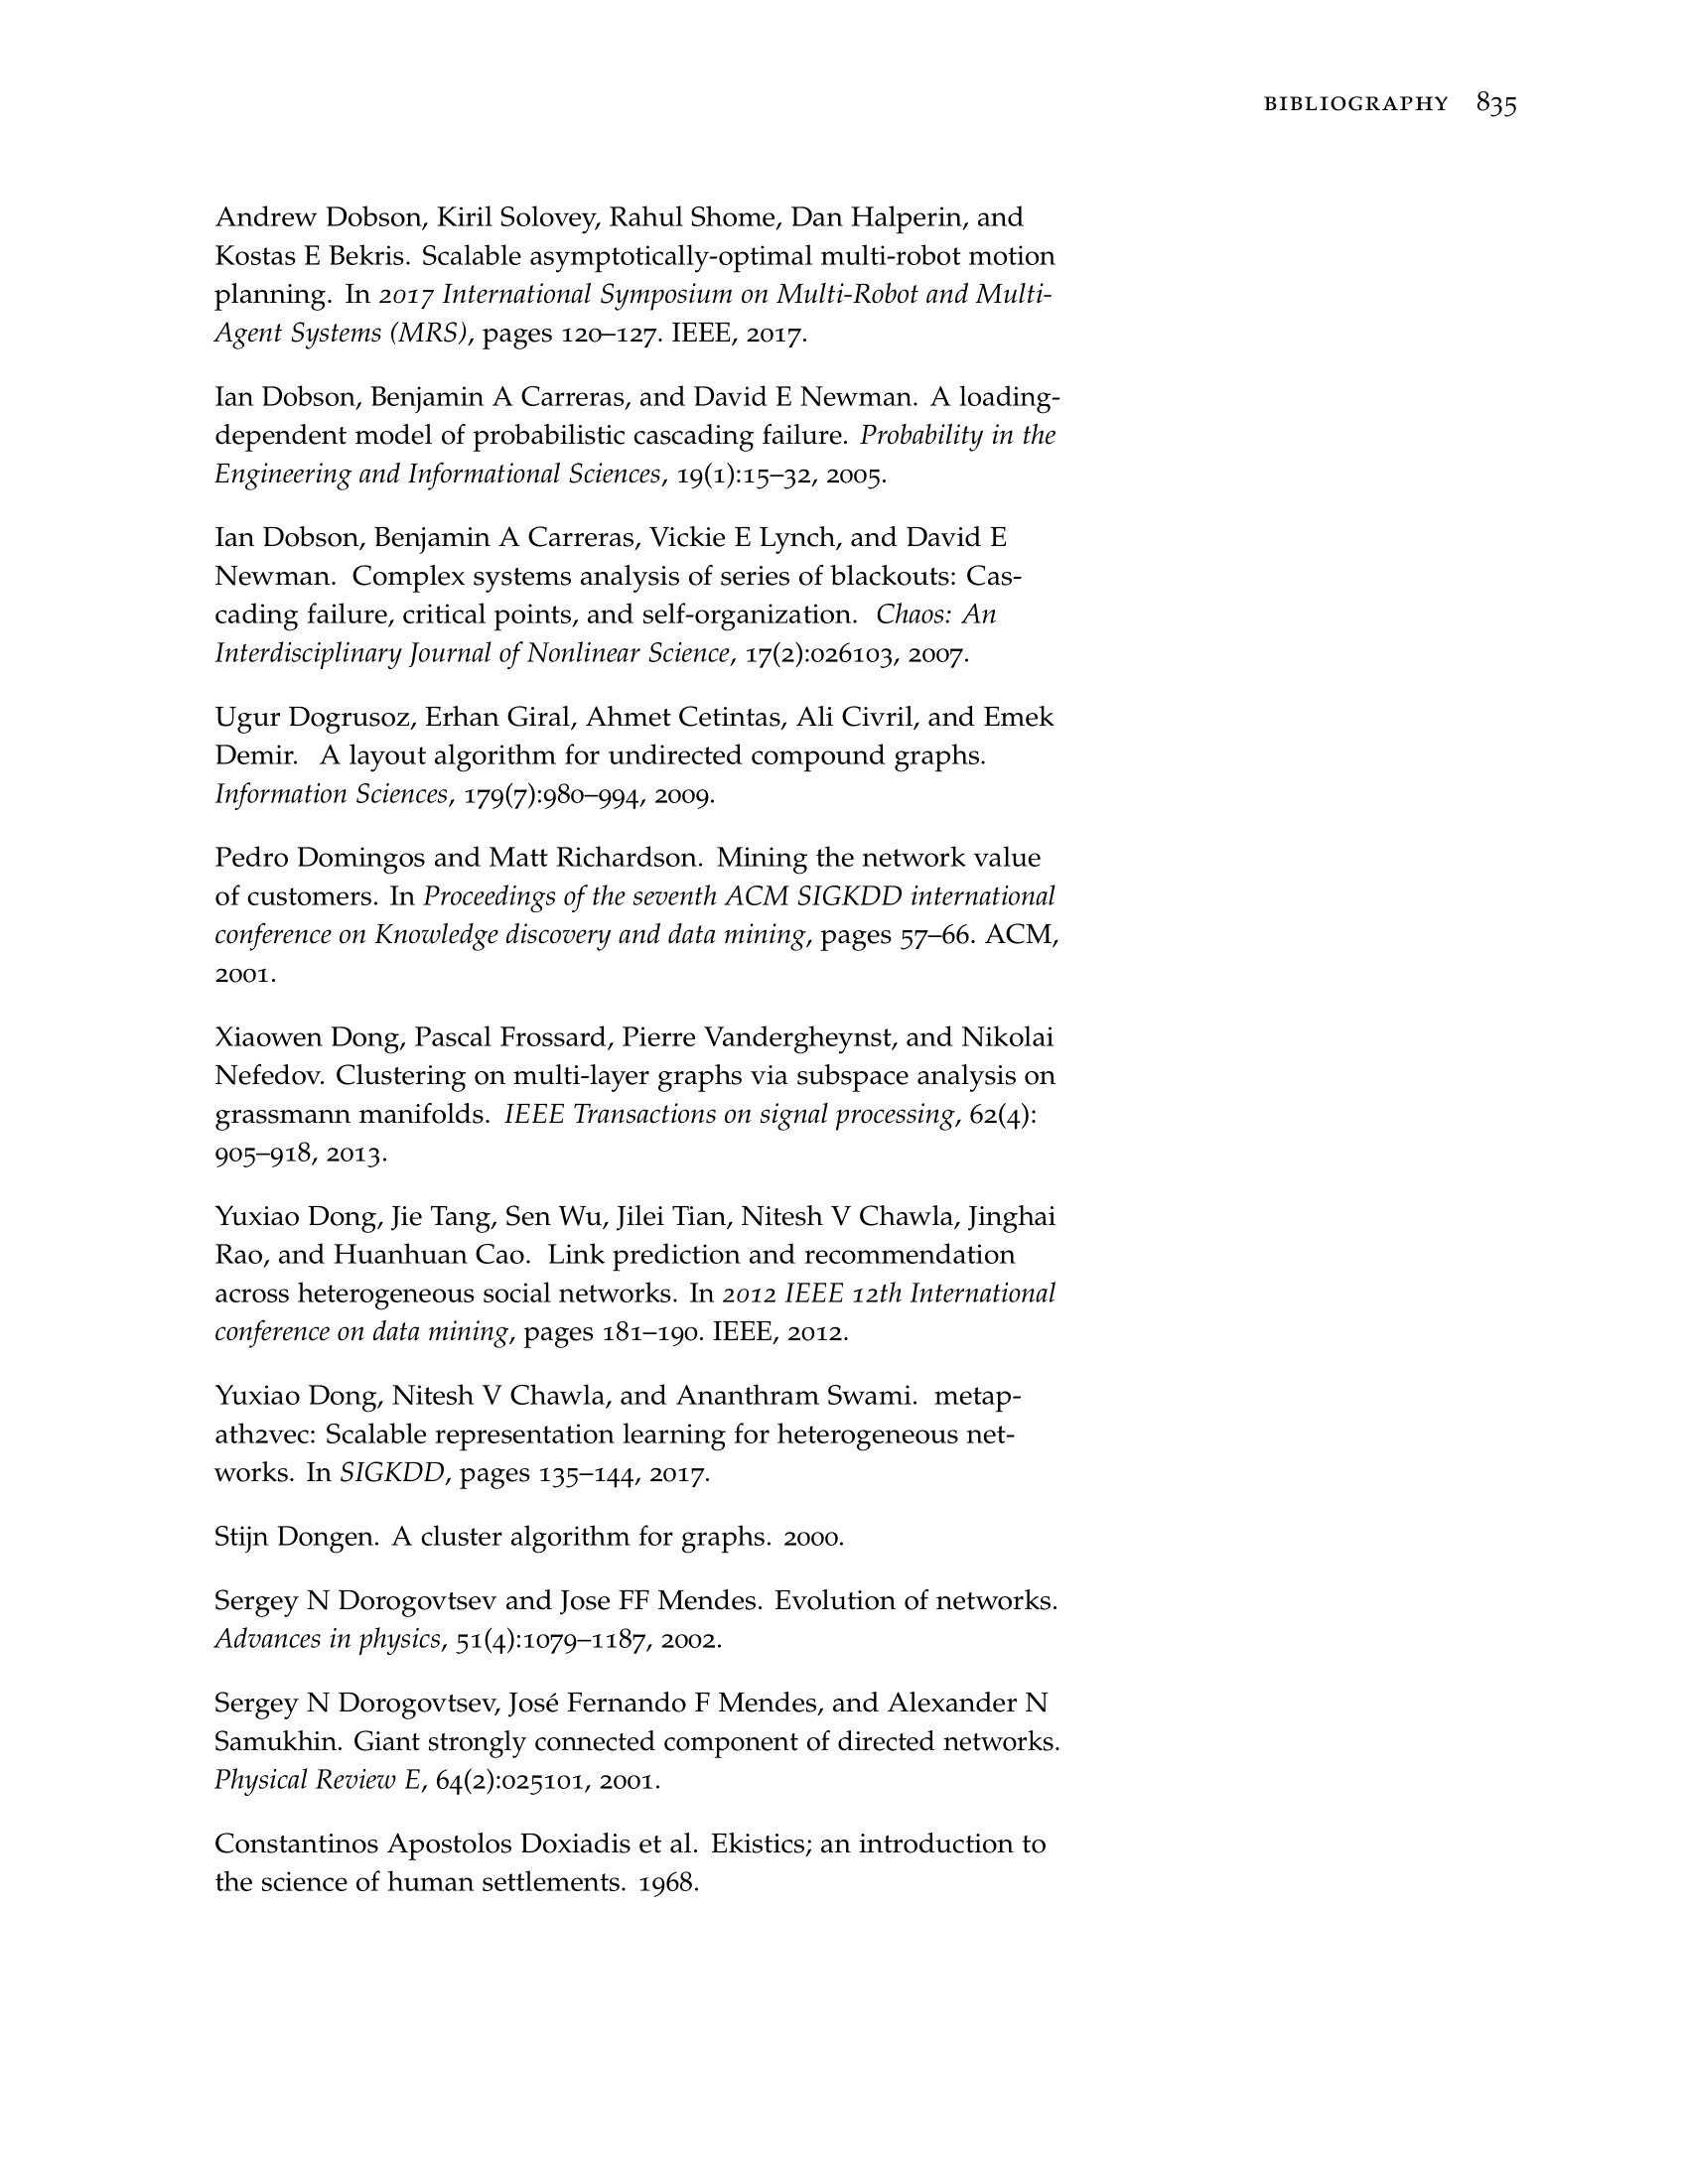 BIBLIOGRAPHY 835
Andrew Dobson, Kiril Solovey, Rahul Shome, Dan Halperin, and
Kostas E Bekris. Scalable asymptotically-optimal multi-robot motion
planning. In 2017 International Symposium on Multi-Robot and Multi-
Agent Systems (MRS), pages 120–127. IEEE, 2017.
Ian Dobson, Benjamin A Carreras, and David E Newman. A loading-
dependent model of probabilistic cascading failure. Probability in the
Engineering and Informational Sciences, 19(1):15–32, 2005.
Ian Dobson, Benjamin A Carreras, Vickie E Lynch, and David E
Newman. Complex systems analysis of series of blackouts: Cas-
cading failure, critical points, and self-organization. Chaos: An
Interdisciplinary Journal of Nonlinear Science, 17(2):026103, 2007.
Ugur Dogrusoz, Erhan Giral, Ahmet Cetintas, Ali Civril, and Emek
Demir. A layout algorithm for undirected compound graphs.
Information Sciences, 179(7):980–994, 2009.
Pedro Domingos and Matt Richardson. Mining the network value
of customers. In Proceedings of the seventh ACM SIGKDD international
conference on Knowledge discovery and data mining, pages 57–66. ACM,
2001.
Xiaowen Dong, Pascal Frossard, Pierre Vandergheynst, and Nikolai
Nefedov. Clustering on multi-layer graphs via subspace analysis on
grassmann manifolds. IEEE Transactions on signal processing, 62(4):
905–918, 2013.
Yuxiao Dong, Jie Tang, Sen Wu, Jilei Tian, Nitesh V Chawla, Jinghai
Rao, and Huanhuan Cao. Link prediction and recommendation
across heterogeneous social networks. In 2012 IEEE 12th International
conference on data mining, pages 181–190. IEEE, 2012.
Yuxiao Dong, Nitesh V Chawla, and Ananthram Swami. metap-
ath2vec: Scalable representation learning for heterogeneous net-
works. In SIGKDD, pages 135–144, 2017.
Stijn Dongen. A cluster algorithm for graphs. 2000.
Sergey N Dorogovtsev and Jose FF Mendes. Evolution of networks.
Advances in physics, 51(4):1079–1187, 2002.
Sergey N Dorogovtsev, José Fernando F Mendes, and Alexander N
Samukhin. Giant strongly connected component of directed networks.
Physical Review E, 64(2):025101, 2001.
Constantinos Apostolos Doxiadis et al. Ekistics; an introduction to
the science of human settlements. 1968.